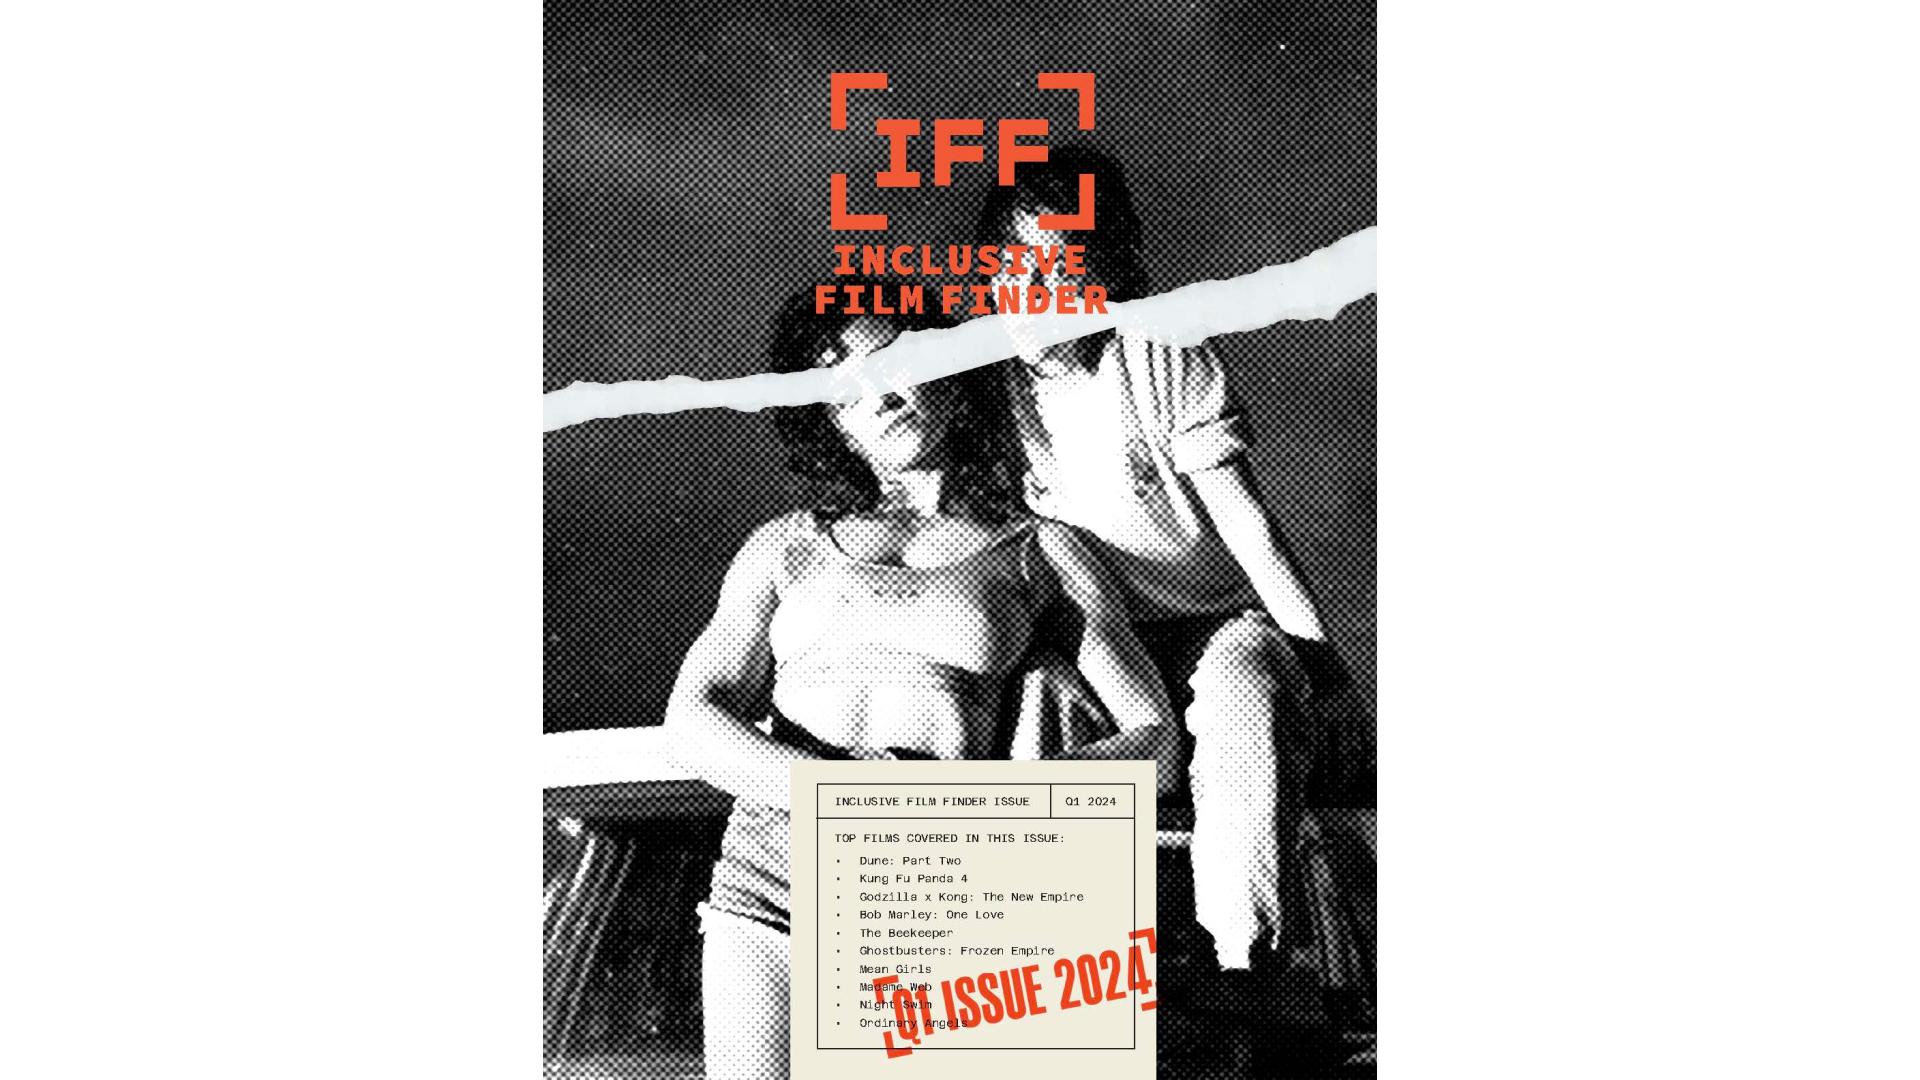 IFF
INCLUSIVE
FILM FINDER
INCLUSIVE FILM FINDER ISSUE
Q1 2024
TOP FILMS COVERED IN THIS ISSUE:
• Dune: Part Two
• Kung Fu Panda 4
• Godzilla x Kong: The New Empire
• Bob Marley: One Love
• The Beekeeper
• Ghostbusters: Frozen Empire
• Mean Girls
• Madame Web
• Night Swim
• Ordinary Angels
Q1 ISSUE 2024